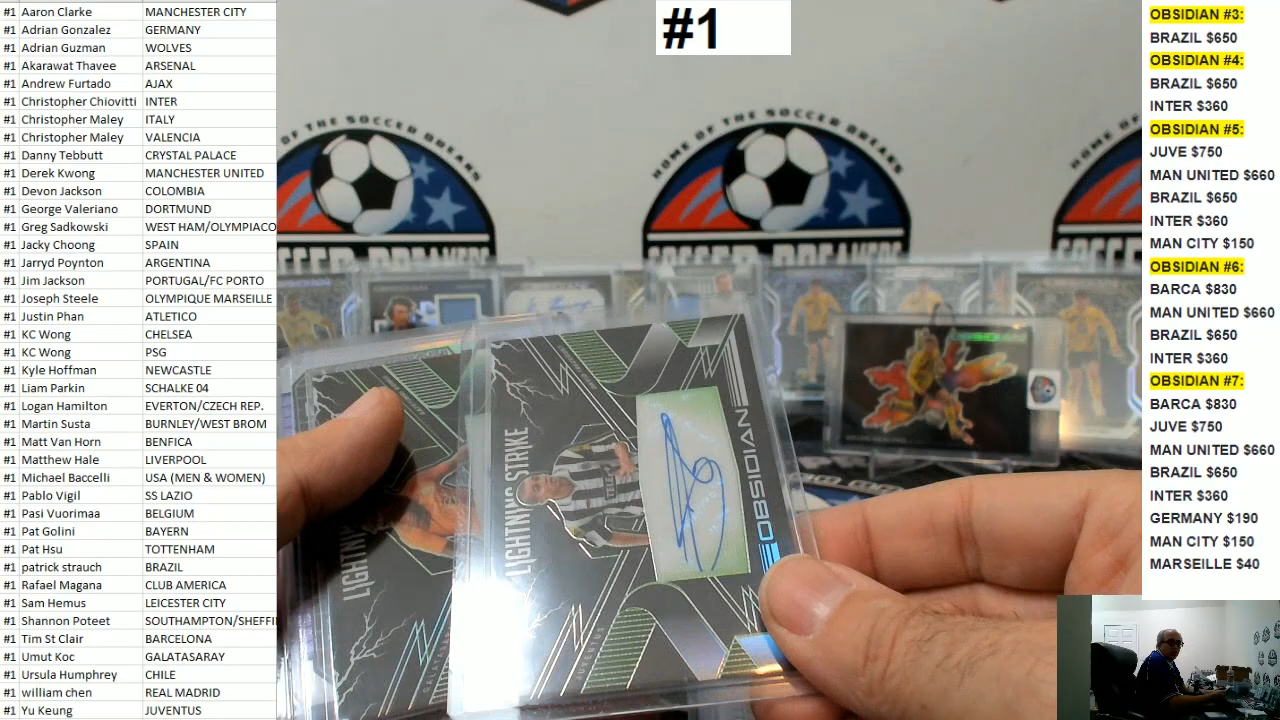 #1 Aaron Clarke MANCHESTER CITY
#1 Adrian Gonzalez GERMANY
#1 Adrian Guzman WOLVES
#1 Akarawat Thavee ARSENAL
#1 Andrew Furtado AJAX
#1 Christopher Chiovitti INTER
#1 Christopher Maley ITALY
#1 Christopher Maley VALENCIA
#1 Danny Tebbutt CRYSTAL PALACE
#1 Derek Kwong MANCHESTER UNITED
#1 Devon Jackson COLOMBIA
#1 George Valeriano DORTMUND
#1 Greg Sadkowski WEST HAM/OLYMPIACO
#1 Jacky Choong SPAIN
#1 Jarryd Poynton ARGENTINA
#1 Jim Jackson PORTUGAL/FC PORTO
#1 Joseph Steele OLYMPIQUE MARSEILLE
#1 Justin Phan ATLETICO
#1 KC Wong CHELSEA
#1 KC Wong PSG
#1 Kyle Hoffman NEWCASTLE
#1 Liam Parkin SCHALKE 04
#1 Logan Hamilton EVERTON/CZECH REP.
#1 Martin Susta BURNLEY/WEST BROM
#1 Matt Van Horn BENFICA
#1 Matthew Hale LIVERPOOL
#1 Michael Baccelli USA (MEN & WOMEN)
#1 Pablo Vigil SS LAZIO
#1 Pasi Vuorimaa BELGIUM
#1 Pat Golini BAYERN
#1 Pat Hsu TOTTENHAM
#1 patrick strauch BRAZIL
#1 Rafael Magana CLUB AMERICA
#1 Sam Hemus LEICESTER CITY
#1 Shannon Poteet SOUTHAMPTON/SHEFFI
#1 Tim St Clair BARCELONA
#1 Umut Koc GALATASARAY
#1 Ursula Humphrey CHILE
#1 william chen REAL MADRID
#1 Yu Keung JUVENTUS
#1
HOME OF THE SOCCER BREAKS
SOCCER BREAKERS
LIGHTNING STRIKE
JUVENTUS
OBSIDIAN
LIGHTNING
OBSIDIAN #3:
BRAZIL $650
OBSIDIAN #4:
BRAZIL $650
INTER $360
OBSIDIAN #5:
JUVE $750
MAN UNITED $660
BRAZIL $650
INTER $360
MAN CITY $150
OBSIDIAN #6:
BARCA $830
MAN UNITED $660
BRAZIL $650
INTER $360
OBSIDIAN #7:
BARCA $830
JUVE $750
MAN UNITED $660
BRAZIL $650
INTER $360
GERMANY $190
MAN CITY $150
MARSEILLE $40